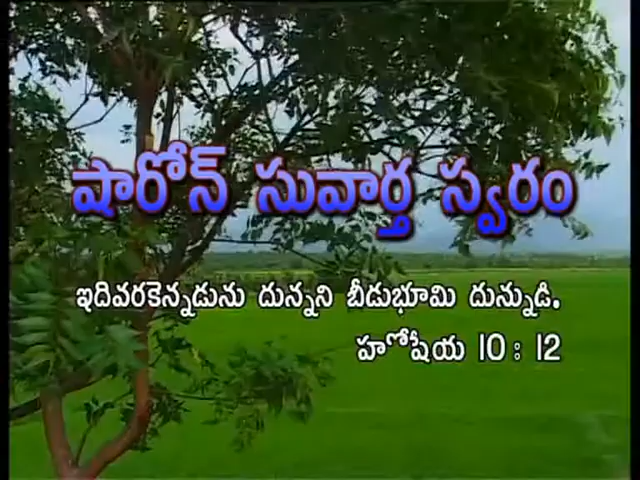 షారోన్ సువార్త స్వరం
ఇదివరకెన్నడును దున్నని బీడుభూమి దున్నుడి.
హోషేయ 10 : 12